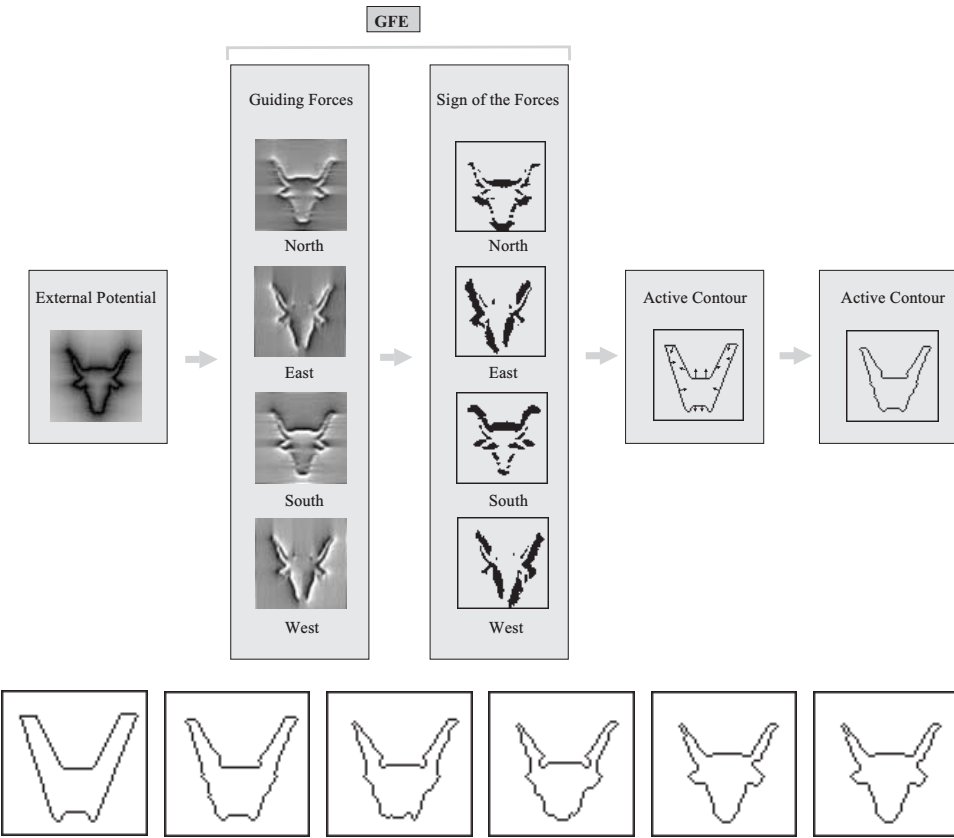 GFE
Guiding Forces
Sign of the Forces
North
North
External Potential
Active Contour
Active Contour
East
East
South
South
West
West